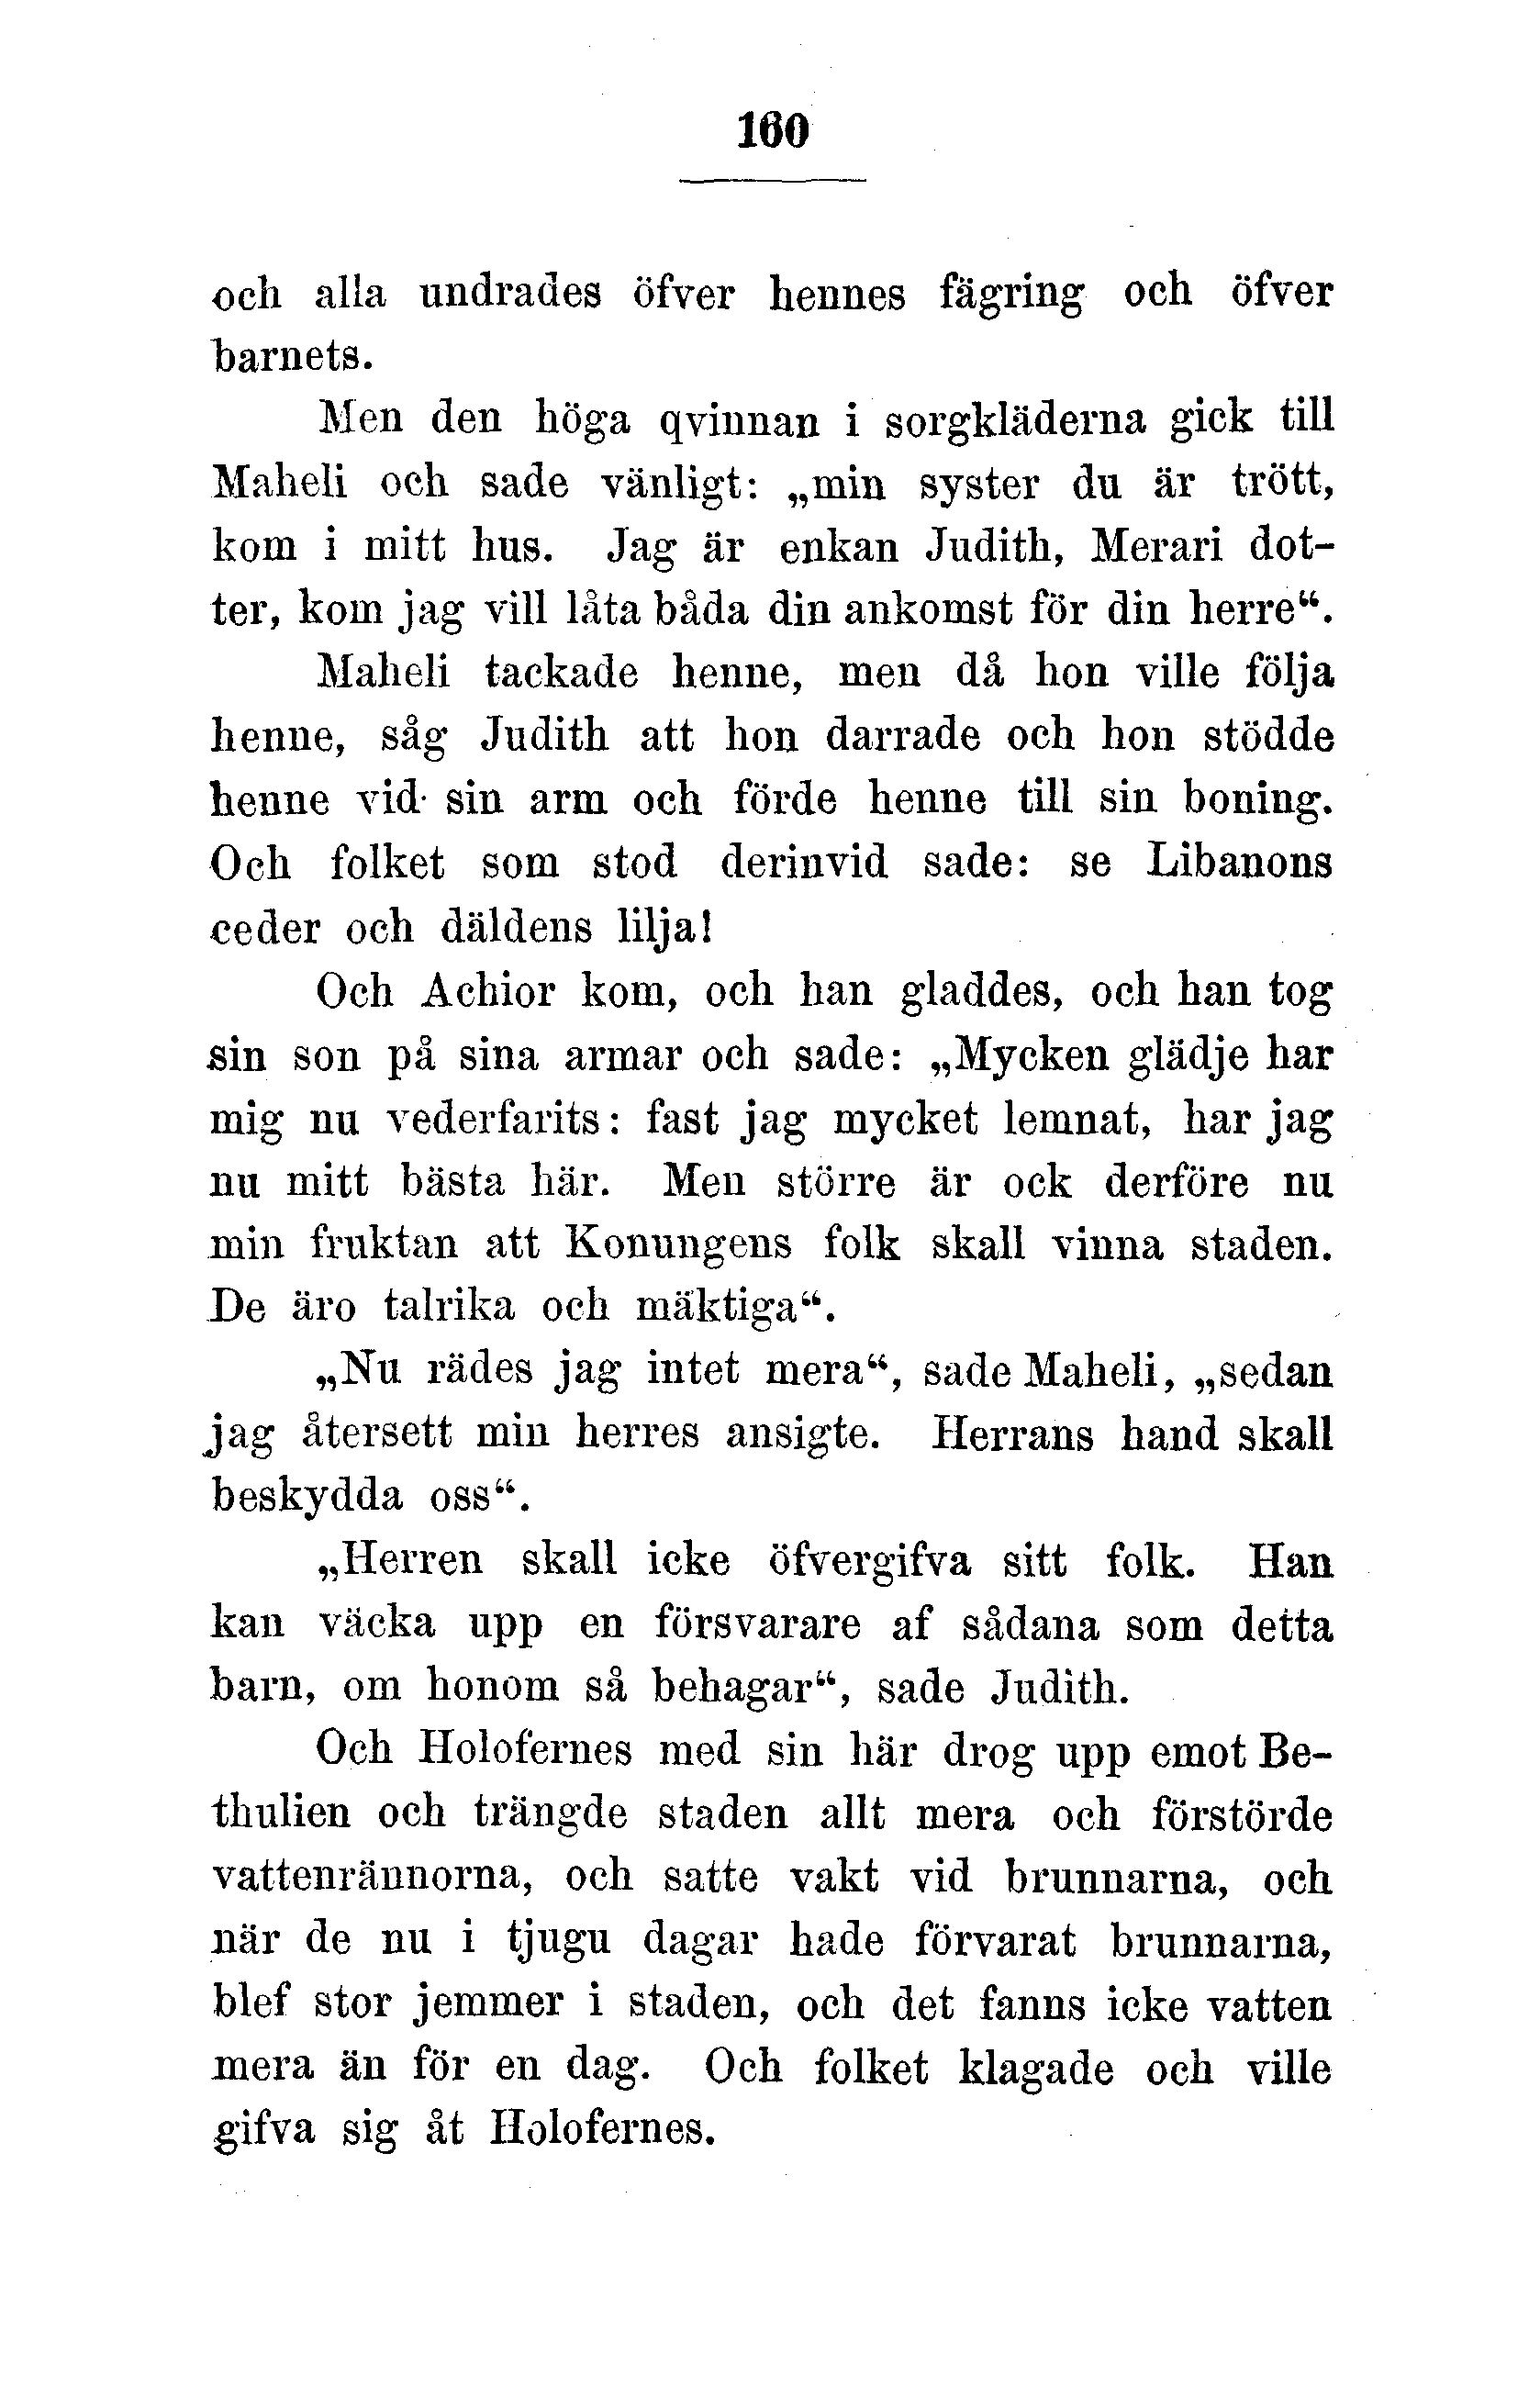 160
och alla undrades öfver hennes fägring och öfver
barnets.
Men den höga qvinnan i sorgkläderna gick till
Maheli och sade vänligt: „min syster du är trött,
kom i mitt hus. Jag är enkan Judith, Merari dot-
ter, kom jag vill låta båda din ankomst för din herre“.
Maheli tackade henne, men då hon ville följa
henne, såg Judith att hon darrade och hon stödde
henne vid sin arm och förde henne till sin boning.
Och folket som stod derinvid sade: se Libanons
ceder och däldens lilja!
Och Achior kom, och han gladdes, och han tog
sin son på sina armar och sade: „Mycken glädje har
mig nu vederfarits: fast jag mycket lemnat, har jag
nu mitt bästa här. Men större är ock derföre nu
min fruktan att Konungens folk skall vinna staden.
De äro talrika och mäktiga“.
„Nu rädes jag intet mera“, sade Maheli, „sedan
jag återsett min herres ansigte. Herrans hand skall
beskydda oss“.
„Herren skall icke öfvergifva sitt folk. Han
kan väcka upp en försvarare af sådana som detta
barn, om honom så behagar“, sade Judith.
Och Holofernes med sin här drog upp emot Be-
thulien och trängde staden allt mera och förstörde
vattenrännorna, och satte vakt vid brunnarna, och
när de nu i tjugu dagar hade förvarat brunnarna,
blef stor jemmer i staden, och det fanns icke vatten
mera än för en dag. Och folket klagade och ville
gifva sig åt Holofernes.